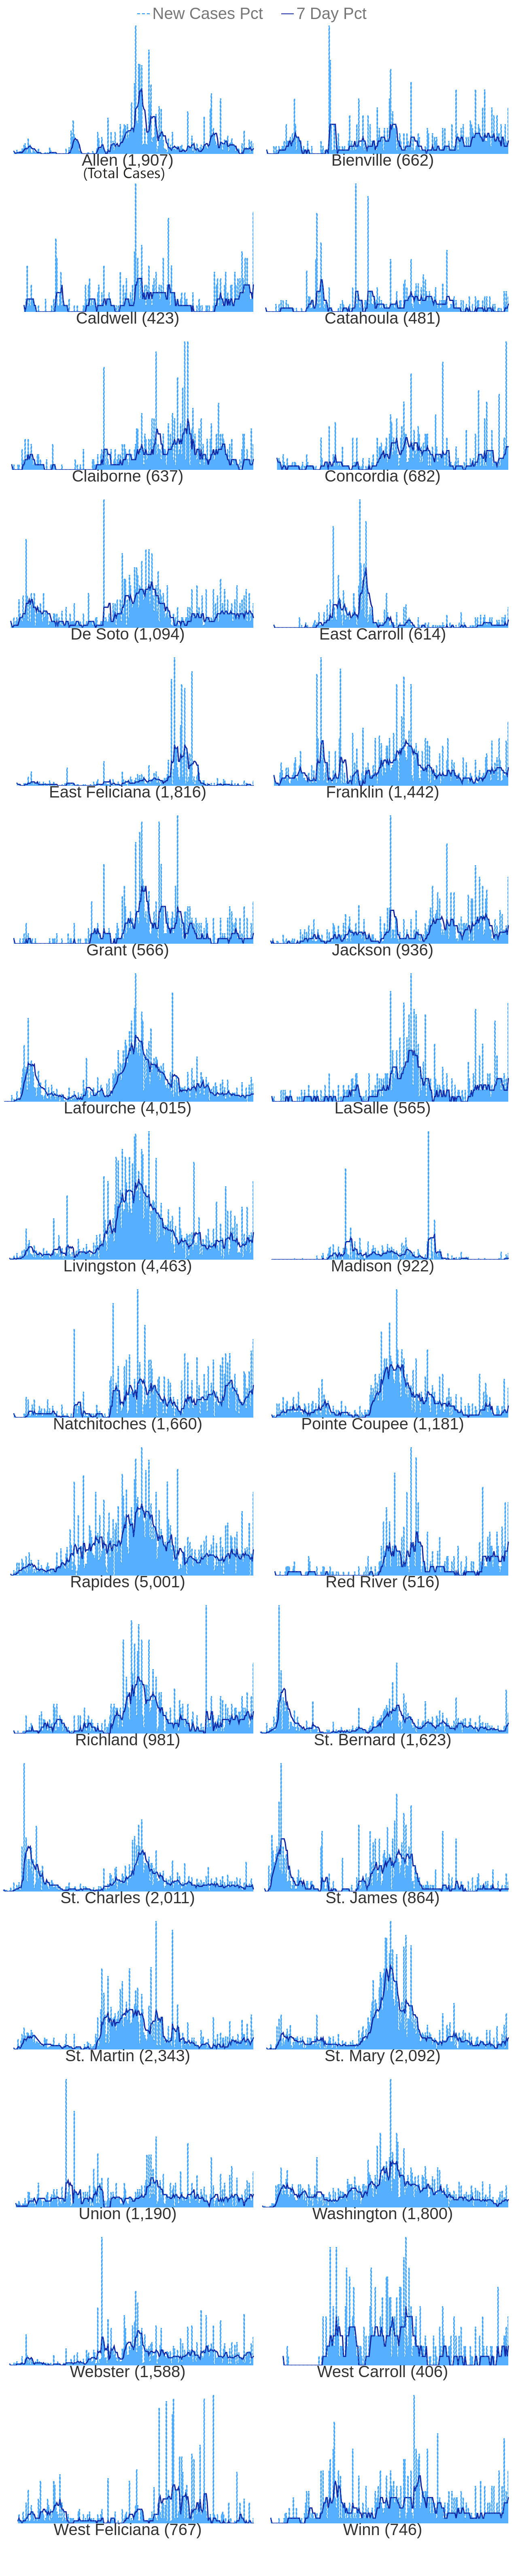 New Cases Pct 7 Day Pct
Allen (1,907) Bienville (662)
(Total Cases)
Caldwell (423) Catahoula (481)
Claiborne (637) Concordia (682)
De Soto (1,094) East Carroll (614)
East Feliciana (1,816) Franklin (1,442)
Grant (566) Jackson (936)
Lafourche (4,015) LaSalle (565)
Livingston (4,463) Madison (922)
Natchitoches (1,660) Pointe Coupee (1,181)
Rapides (5,001) Red River (516)
Richland (981) St. Bernard (1,623)
St. Charles (2,011) St. James (864)
St. Martin (2,343) St. Mary (2,092)
Union (1,190) Washington (1,800)
Webster (1,588) West Carroll (406)
West Feliciana (767) Winn (746)